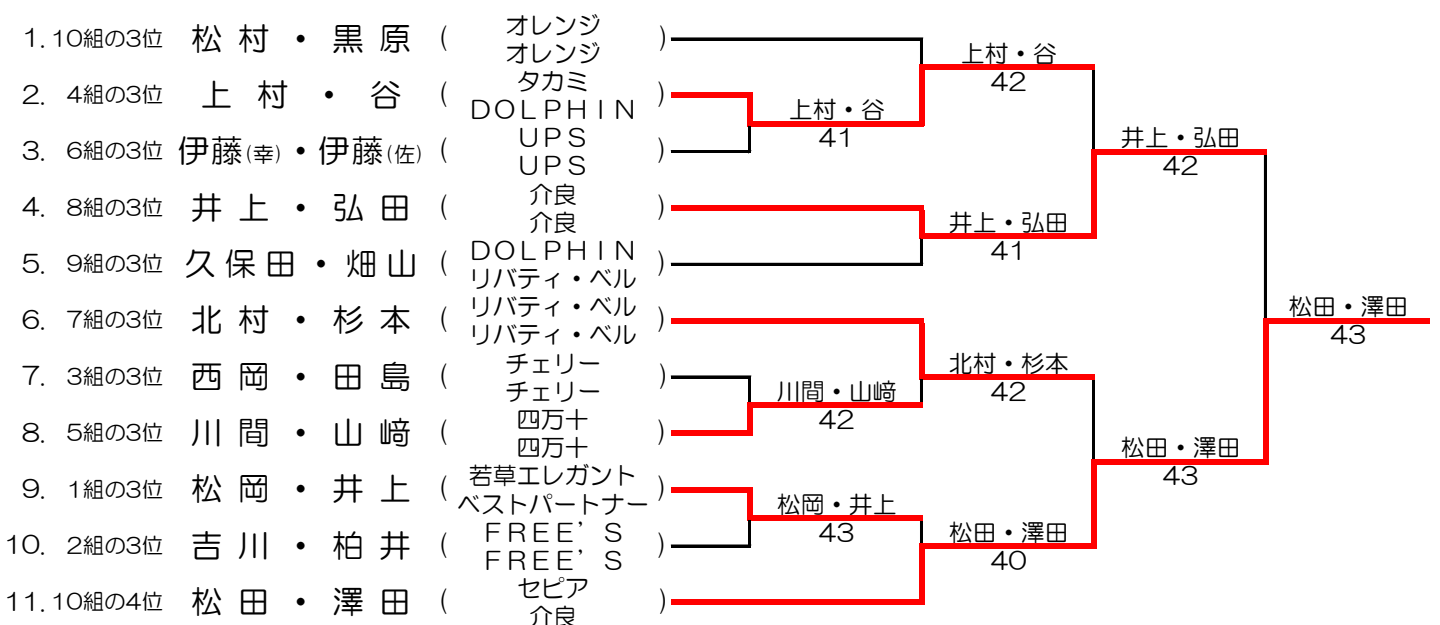 1. 10組の3位 松村・黒原 ( オレンジ オレンジ )
2. 4組の3位 上村・谷 ( タカミ DOLPHIN )
3. 6組の3位 伊藤(幸)・伊藤(佐) ( UPS UPS )
4. 8組の3位 井上・弘田 ( 介良 介良 )
5. 9組の3位 久保田・畑山 ( DOLPHIN リバティ・ベル )
6. 7組の3位 北村・杉本 ( リバティ・ベル リバティ・ベル )
7. 3組の3位 西岡・田島 ( チェリー チェリー )
8. 5組の3位 川間・山﨑 ( 四万十 四万十 )
9. 1組の3位 松岡・井上 ( 若草エレガント ベストパートナー )
10. 2組の3位 吉川・柏井 ( FREE'S FREE'S )
11. 10組の4位 松田・澤田 ( セピア 介良 )
上村・谷
41
川間・山﨑
42
松岡・井上
43
上村・谷
42
井上・弘田
41
北村・杉本
42
松田・澤田
40
井上・弘田
42
松田・澤田
43
松田・澤田
43